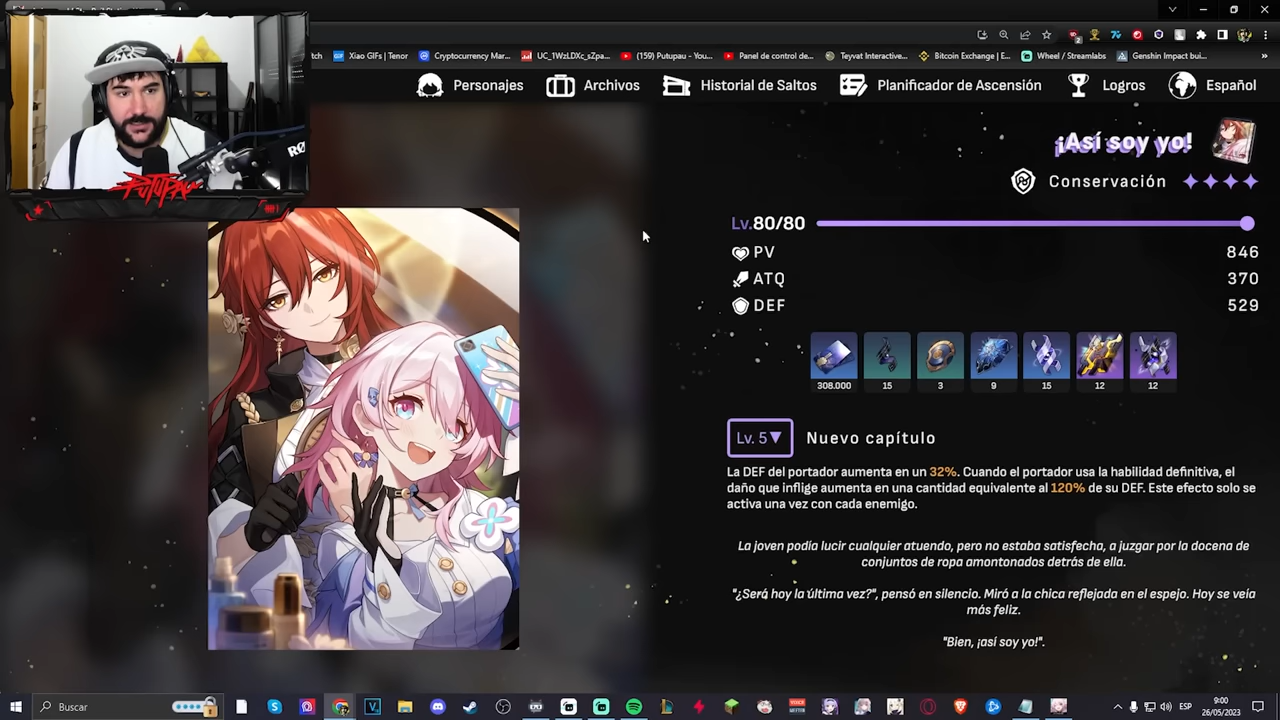 tch
Xiao GIFs | Tenor
Cryptocurrency Mar...
UC_1WzLDXc_sZpa...
(159) Putupau - You...
Panel de control de...
Teyvat Interactive...
Bitcoin Exchange | E...
Wheel / Streamlabs
Genshin Impact bui...
Personajes
Archivos
Historial de Saltos
Planificador de Ascensión
Logros
Español
¡Así soy yo!
Conservación
PUTUPAU
Lv.80/80
PV 846
ATQ 370
DEF 529
308.000 15 3 9 15 12 12
Lv. 5▼ Nuevo capítulo
La DEF del portador aumenta en un 32%. Cuando el portador usa la habilidad definitiva, el
daño que inflige aumenta en una cantidad equivalente al 120% de su DEF. Este efecto solo se
activa una vez con cada enemigo.
La joven podía lucir cualquier atuendo, pero no estaba satisfecha, a juzgar por la docena de
conjuntos de ropa amontonados detrás de ella.
"¿Será hoy la última vez?", pensó en silencio. Miró a la chica reflejada en el espejo. Hoy se veía
más feliz.
"Bien, ¡así soy yo!".
Buscar
ESP
9:00
26/05/2023